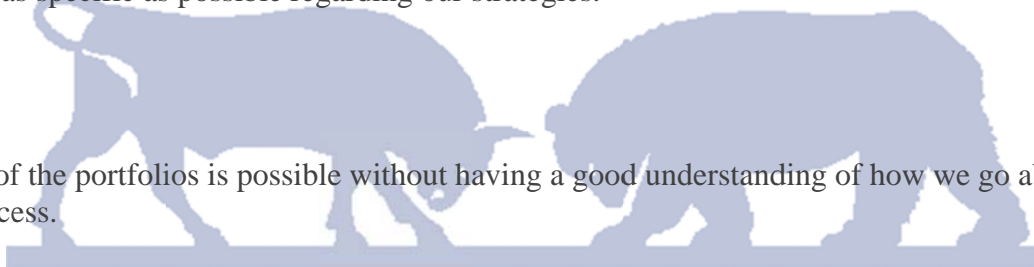 as specific as possible regarding our strategies.
of the portfolios is possible without having a good understanding of how we go a
cess.